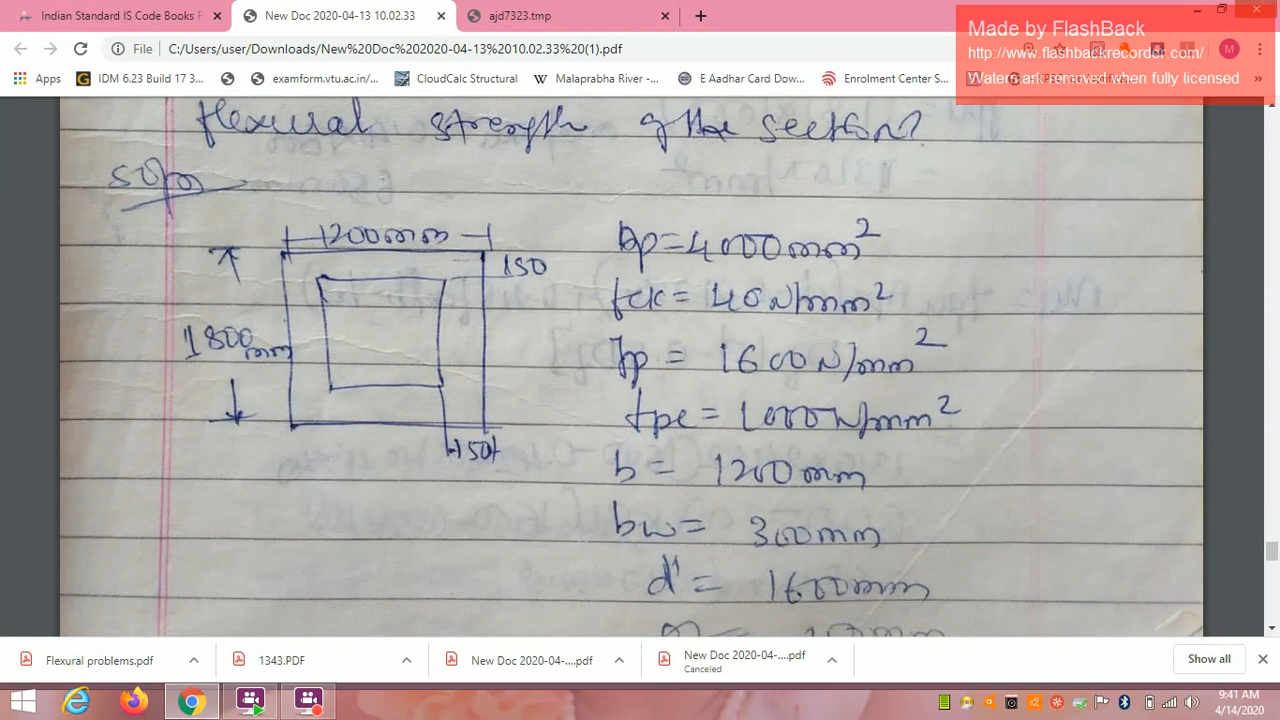 Indian Standard IS Code Books F
New Doc 2020-04-13 10.02.33
ajd7323.tmp
Made by FlashBack
http://www.flashbackrecorder.com/
Watermark removed when fully licensed
File C:/Users/user/Downloads/New%20Doc%202020-04-13%2010.02.33%20(1).pdf
M
Apps
IDM 6.23 Build 17 3...
examform.vtu.ac.in/...
CloudCalc Structural
Malaprabha River -...
E Aadhar Card Dow...
Enrolment Center S...
flexural strength of the section?
soln
1200mm
150
1800mm
150
Ap = 4000mm²
fck = 40 N/mm²
fp = 1600 N/mm²
fpe = 1000 N/mm²
b = 1200mm
bw = 300mm
d' = 1600mm
Flexural problems.pdf
1343.PDF
New Doc 2020-04-....pdf
New Doc 2020-04-....pdf
Canceled
Show all
9:41 AM
4/14/2020